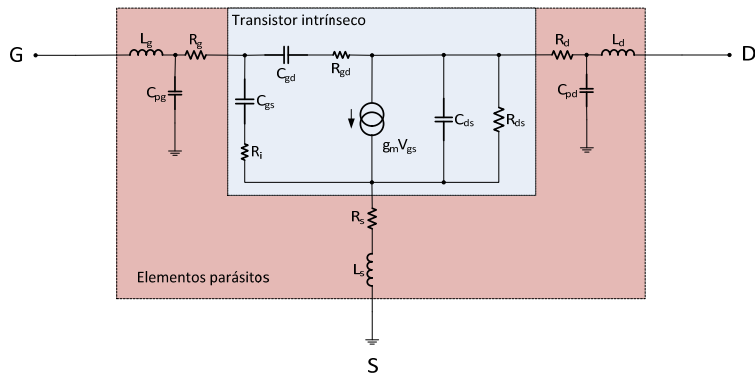 Transistor intrínseco
G
Lg
Rg
Cpg
Cgd
Rgd
Cgs
Ri
gmVgs
Cds
Rds
Rd
Ld
Cpd
D
Rs
Ls
Elementos parásitos
S